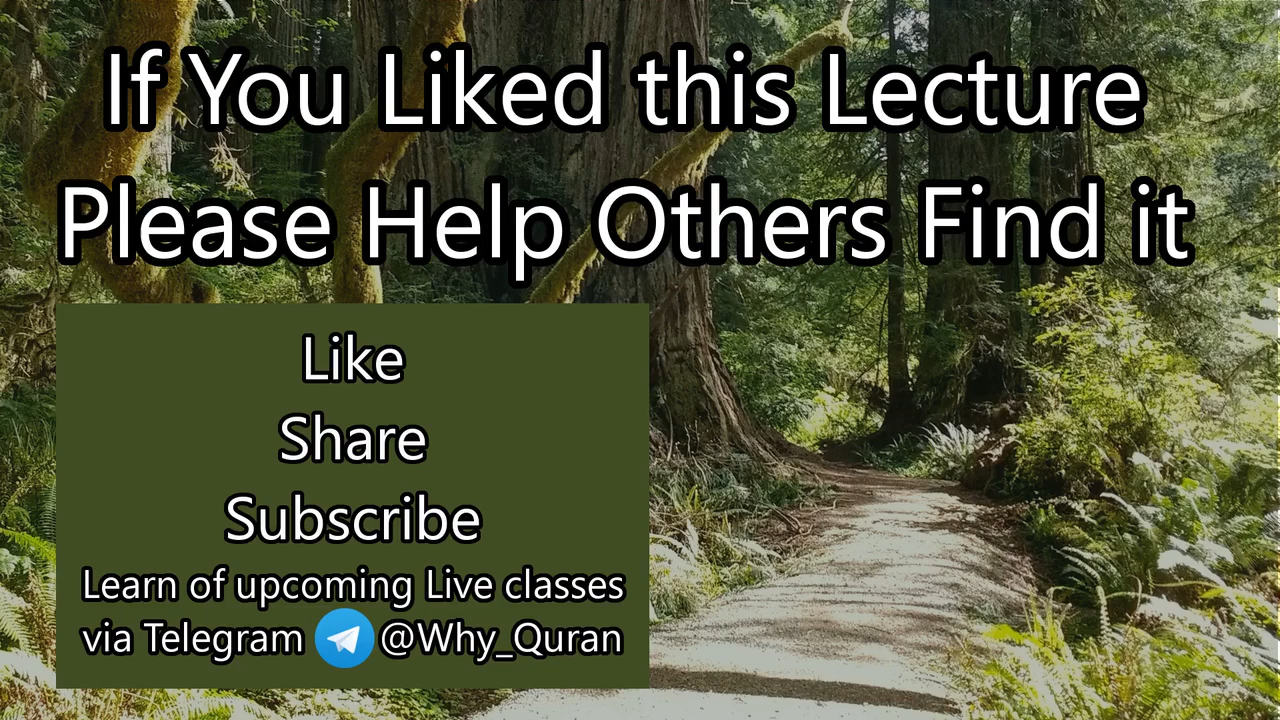 If You Liked this Lecture
Please Help Others Find it
Like
Share
Subscribe
Learn of upcoming Live classes
via Telegram @Why_Quran